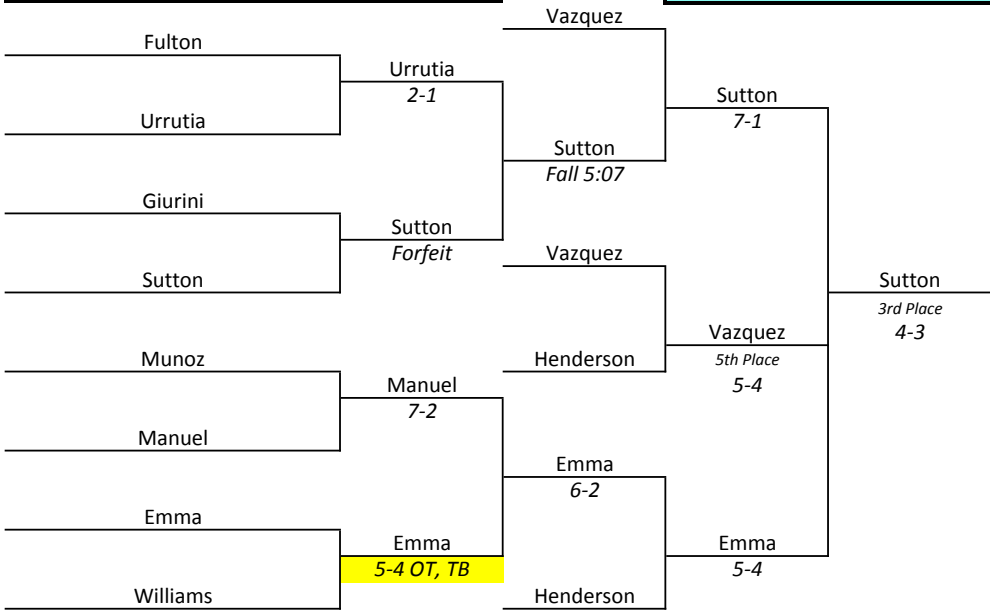 Vazquez
Fulton
Urrutia
2-1
Sutton
7-1
Urrutia
Sutton
Fall 5:07
Giurini
Sutton
Forfeit
Vazquez
Sutton
Sutton
3rd Place
4-3
Vazquez
5th Place
5-4
Munoz
Henderson
Manuel
7-2
Manuel
Emma
6-2
Emma
Emma
5-4 OT, TB
Emma
5-4
Williams
Henderson